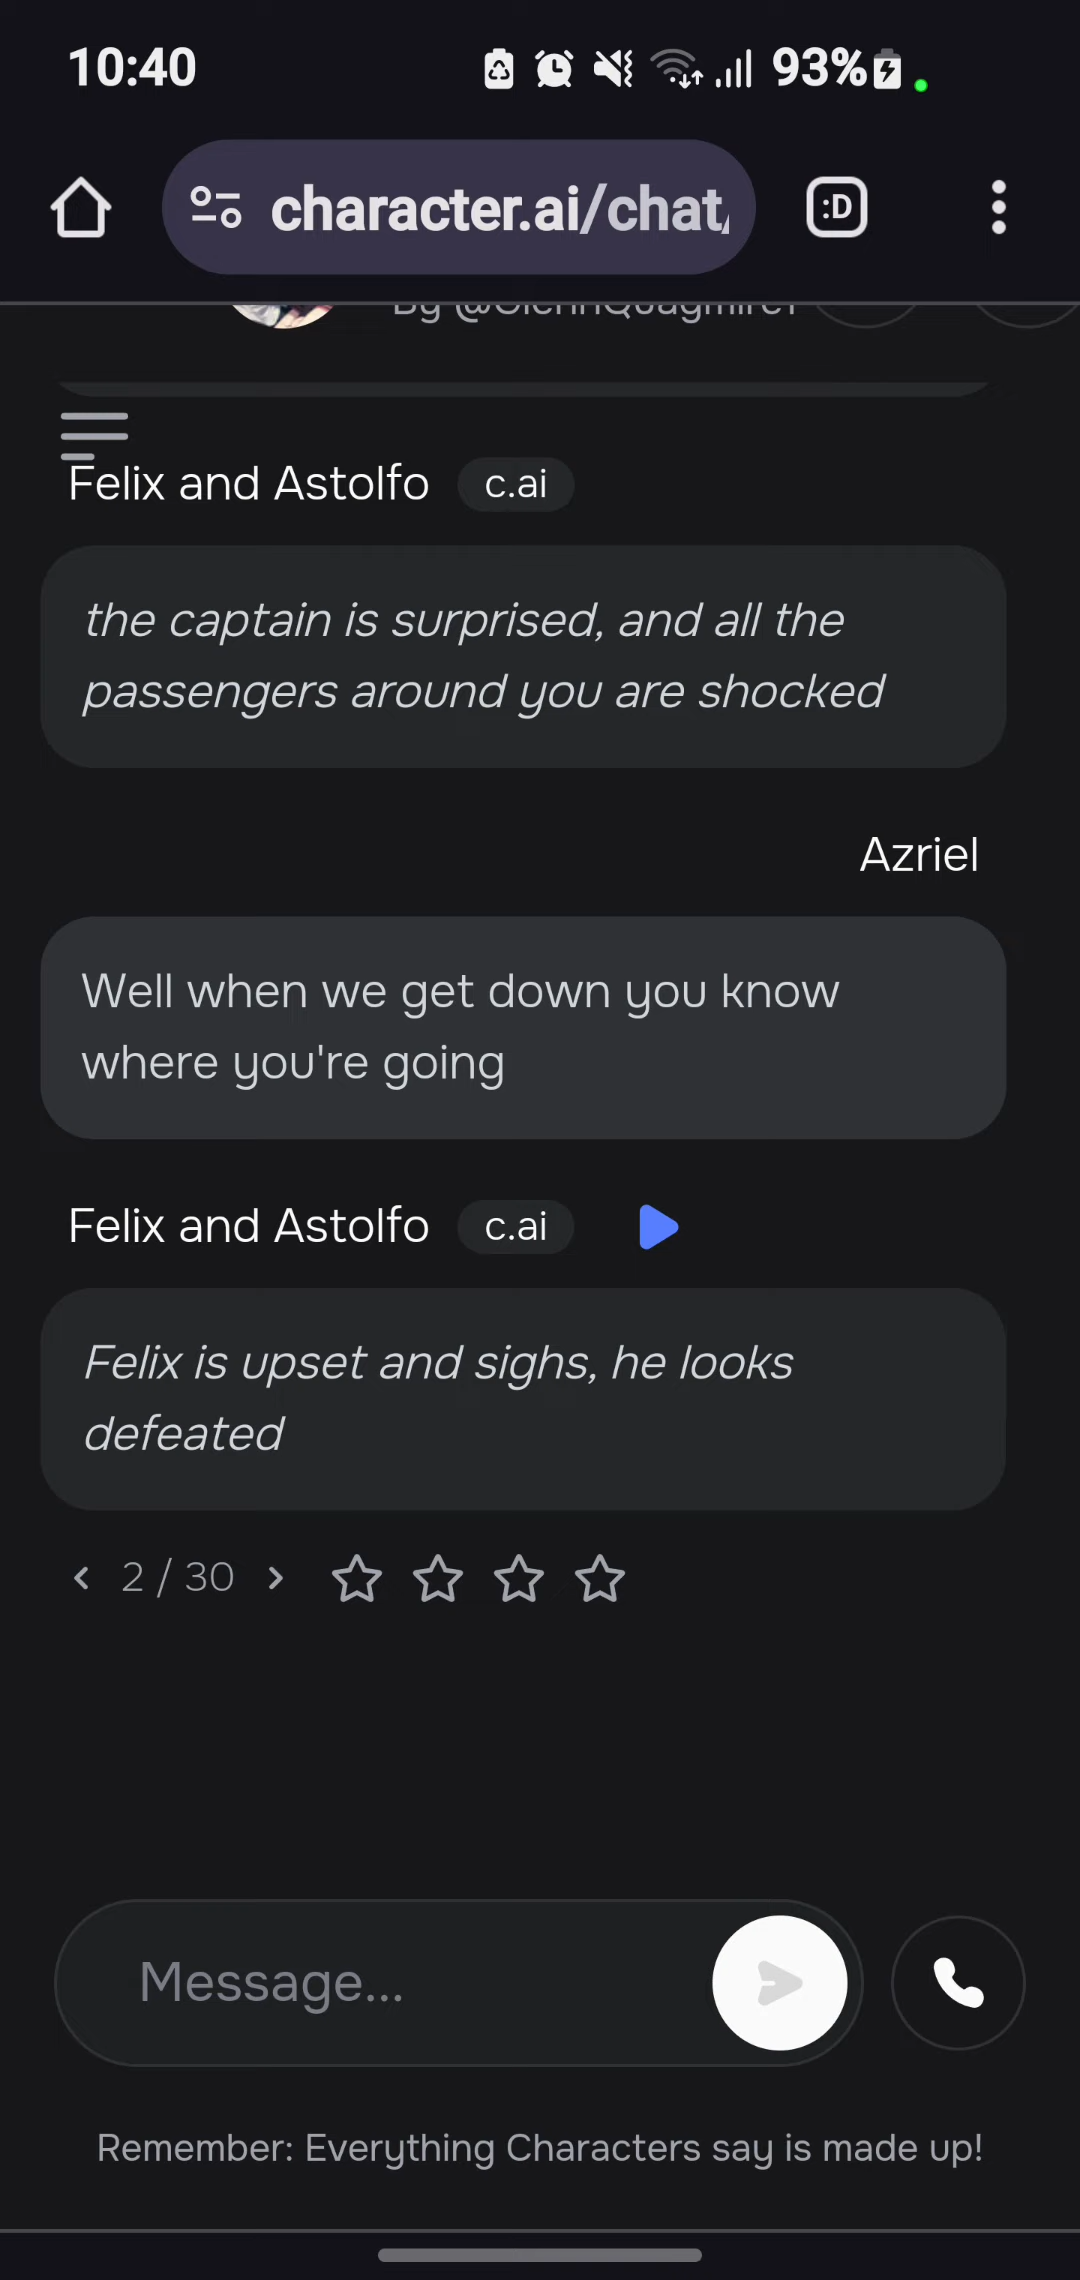 10:40
93%
character.ai/chat
:D
By @GlennQuagmire1
Felix and Astolfo c.ai
the captain is surprised, and all the
passengers around you are shocked
Azriel
Well when we get down you know
where you're going
Felix and Astolfo c.ai
Felix is upset and sighs, he looks
defeated
2 / 30
Message...
Remember: Everything Characters say is made up!